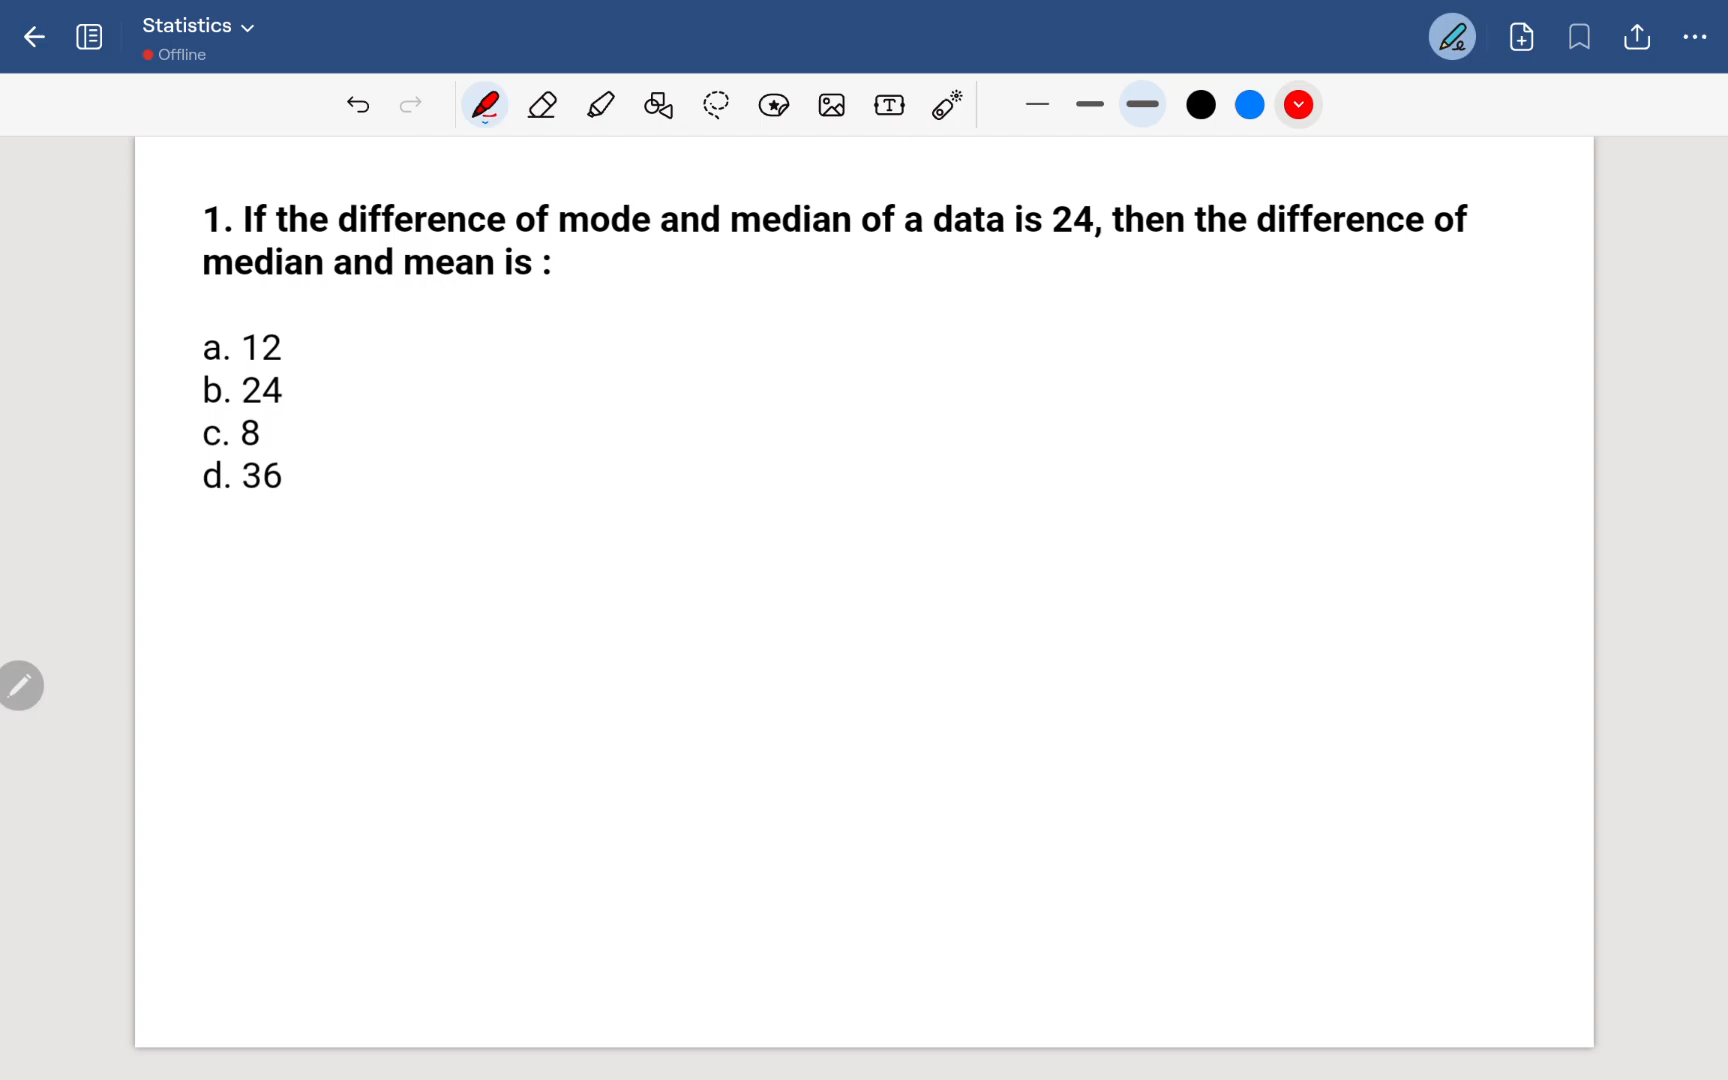 Statistics
Offline
1. If the difference of mode and median of a data is 24, then the difference of
median and mean is :
a. 12
b. 24
c. 8
d. 36